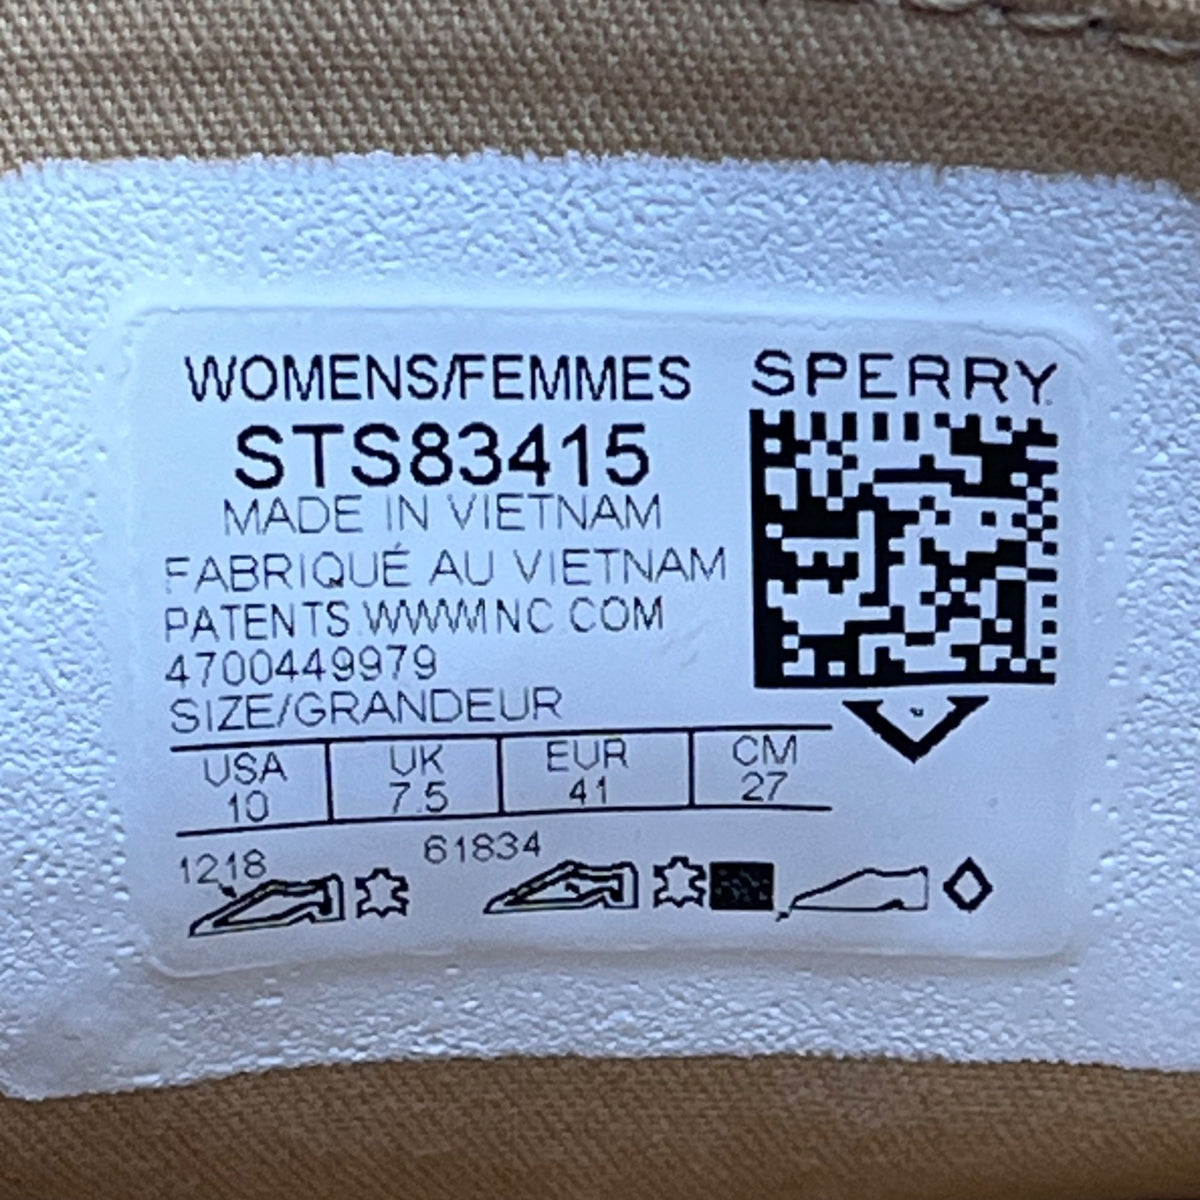 WOMENS/FEMMES
SPERRY
STS83415
MADE IN VIETNAM
FABRIQUÉ AU VIETNAM
PATENTS WWWINC.COM
4700449979
SIZE/GRANDEUR
USA UK EUR CM
10 7.5 41 27
1218 61834